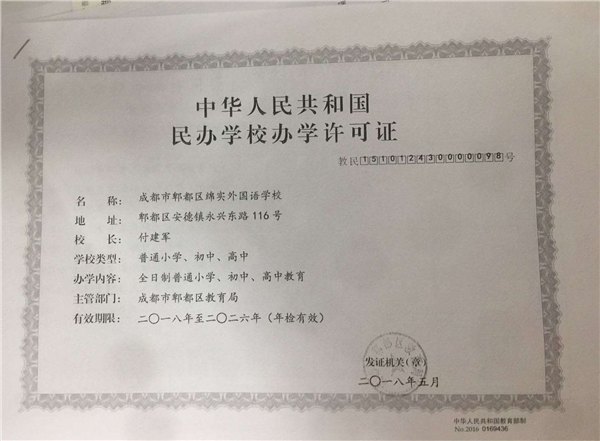 中华人民共和国
民办学校办学许可证
教民151012430000098号
名 称: 成都市郫都区绵实外国语学校
地 址: 郫都区安德镇永兴东路116号
校 长: 付建军
学校类型: 普通小学、初中、高中
办学内容: 全日制普通小学、初中、高中教育
主管部门: 成都市郫都区教育局
有效期限: 二〇一八年至二〇二六年（年检有效）
发证机关(章)
二〇一八年五月
中华人民共和国教育部制
No.2016 0169436